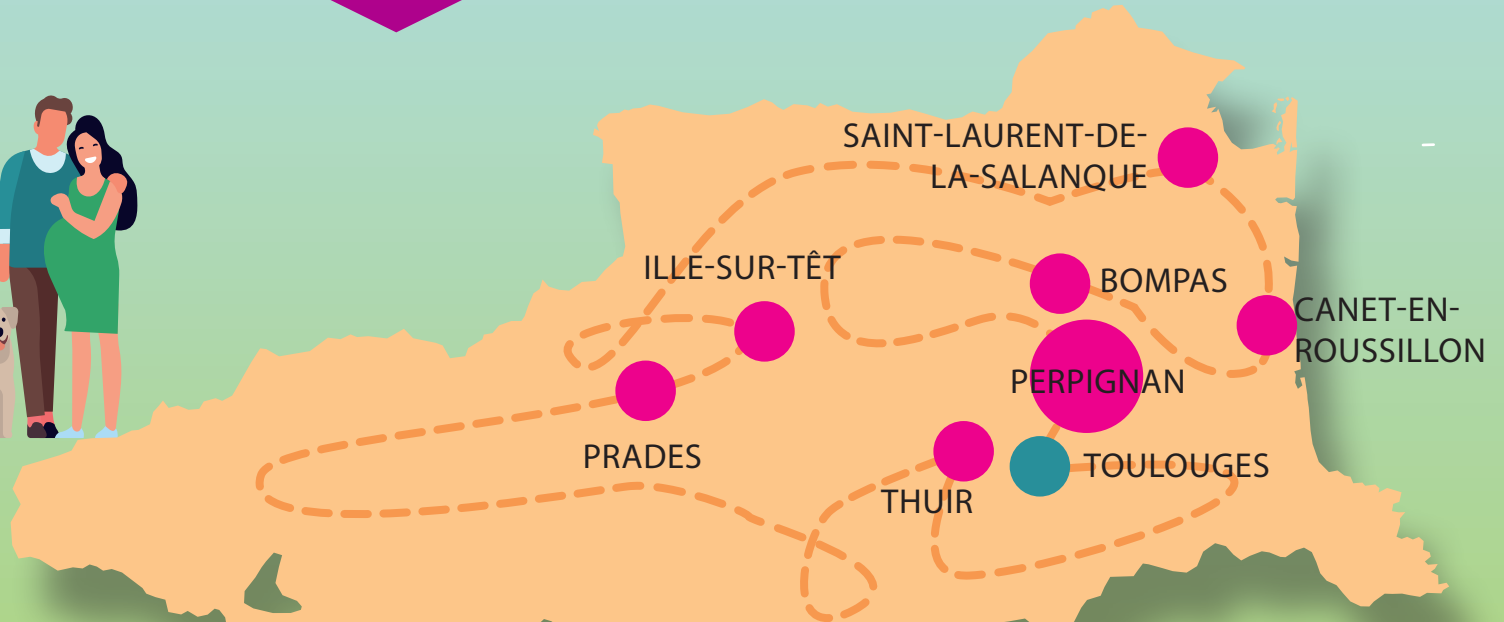 SAINT-LAURENT-DE-
LA-SALANQUE
ILLE-SUR-TÊT
BOMPAS
CANET-EN-
ROUSSILLON
PERPIGNAN
PRADES
TOULOUGES
THUIR